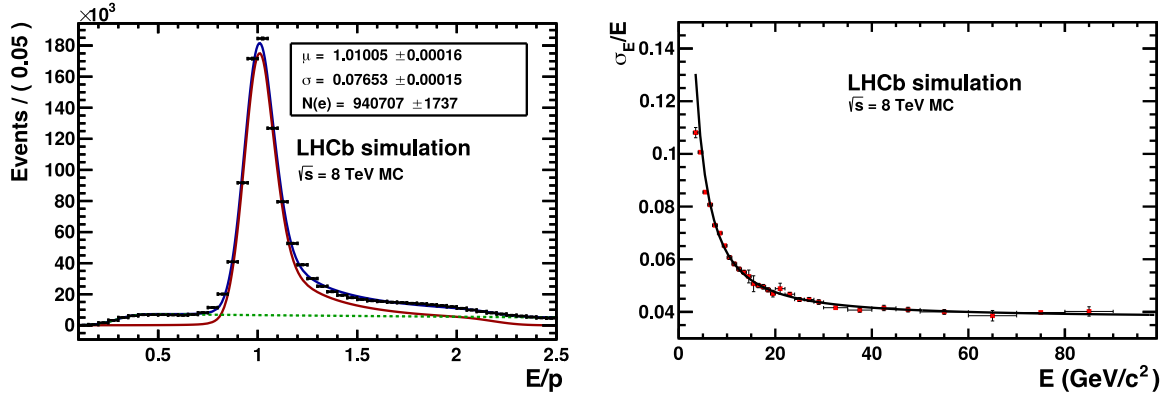 ×10³
Events / ( 0.05 )
180
160
140
120
100
80
60
40
20
0
0.5 1 1.5 2 2.5
E/p
μ = 1.01005 ±0.00016
σ = 0.07653 ±0.00015
N(e) = 940707 ±1737
LHCb simulation
√s = 8 TeV MC
σE/E
0.14
0.12
0.1
0.08
0.06
0.04
0 20 40 60 80
E (GeV/c²)
LHCb simulation
√s = 8 TeV MC